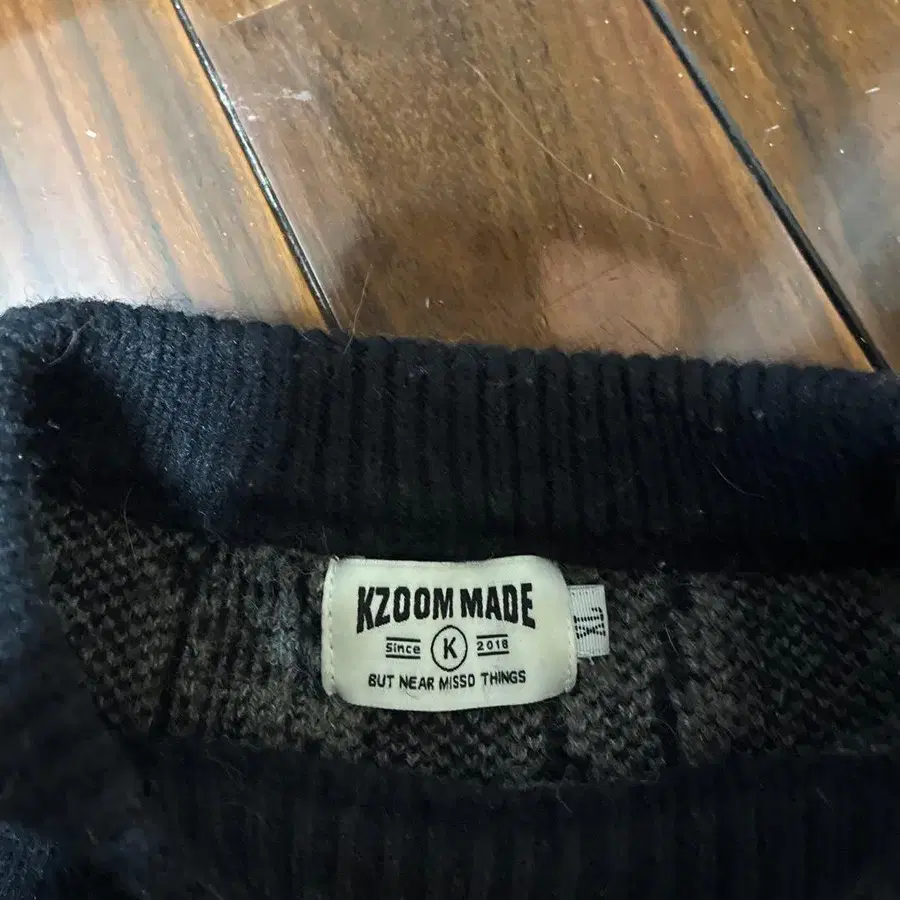 KZOOM MADE
Since K 2018
BUT NEAR MISSD THINGS
XL